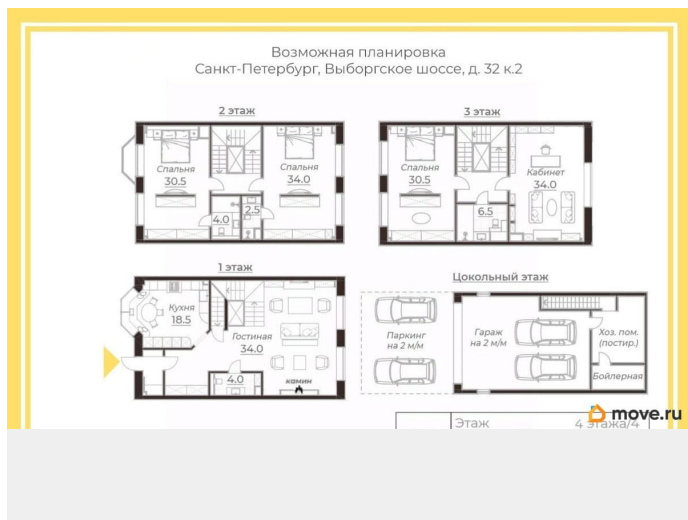 Возможная планировка
Санкт-Петербург, Выборгское шоссе, д. 32 к.2
2 этаж
Спальня
30.5
Спальня
34.0
4.0
2.5
3 этаж
Спальня
30.5
Кабинет
34.0
6.5
1 этаж
Кухня
18.5
Гостиная
34.0
4.0
камин
Цокольный этаж
Паркинг
на 2 м/м
Гараж
на 2 м/м
Хоз. пом.
(постир.)
Бойлерная
move.ru
Этаж
4 этажа/4